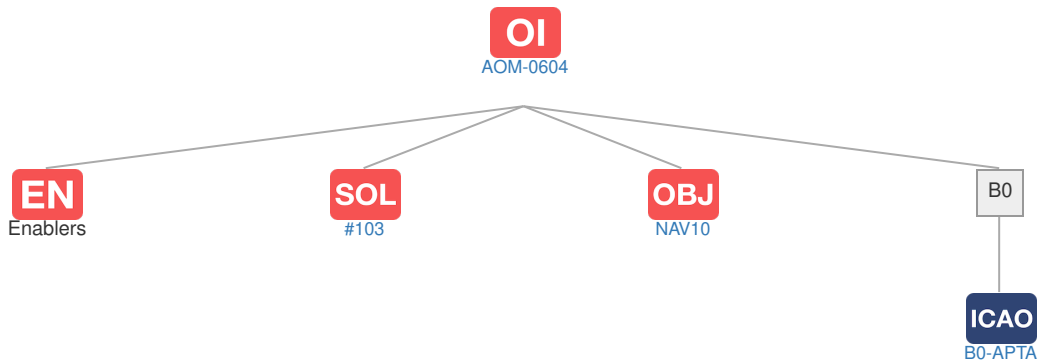 OI
AOM-0604
EN
Enablers
SOL
#103
OBJ
NAV10
B0
ICAO
B0-APTA